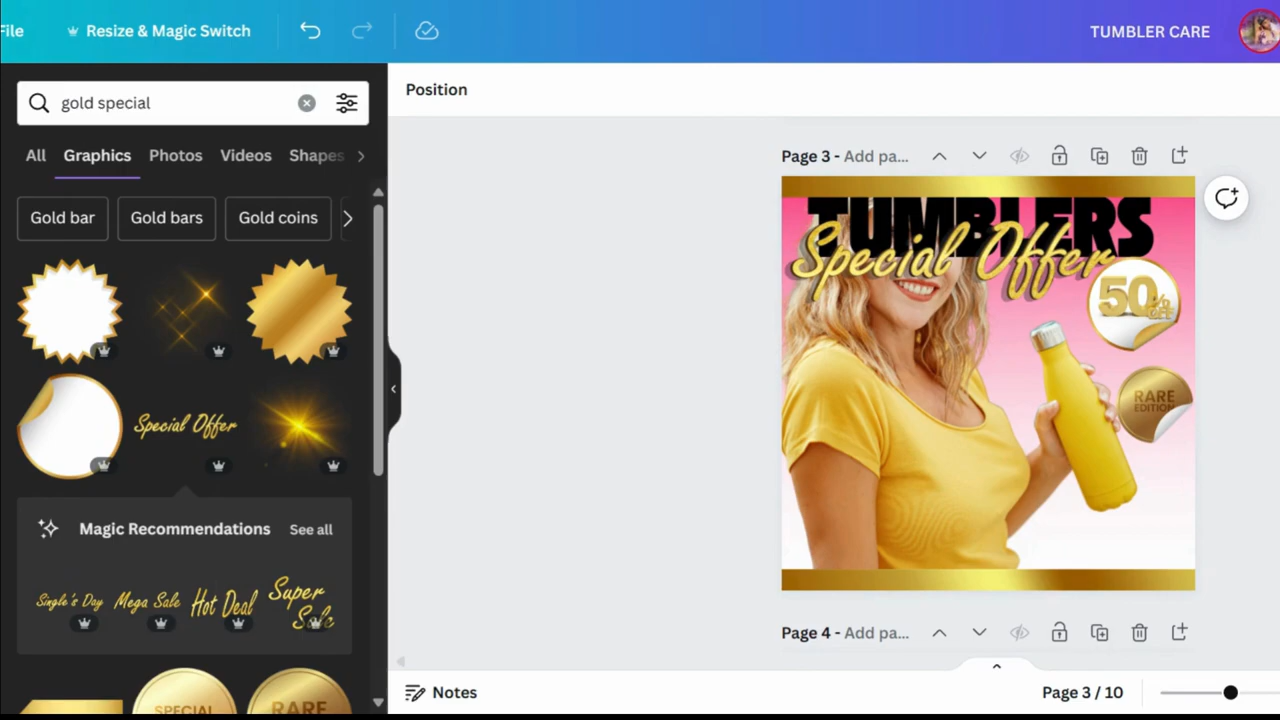 File
Resize & Magic Switch
TUMBLER CARE
gold special
Position
All
Graphics
Photos
Videos
Shapes
Page 3 - Add pa...
Gold bar
Gold bars
Gold coins
TUMBLERS
Special Offer
50% OFF
RARE
EDITION
Special Offer
Magic Recommendations
See all
Single's Day
Mega Sale
Hot Deal
Super
Sale
Page 4 - Add pa...
SPECIAL
RARE
Notes
Page 3 / 10